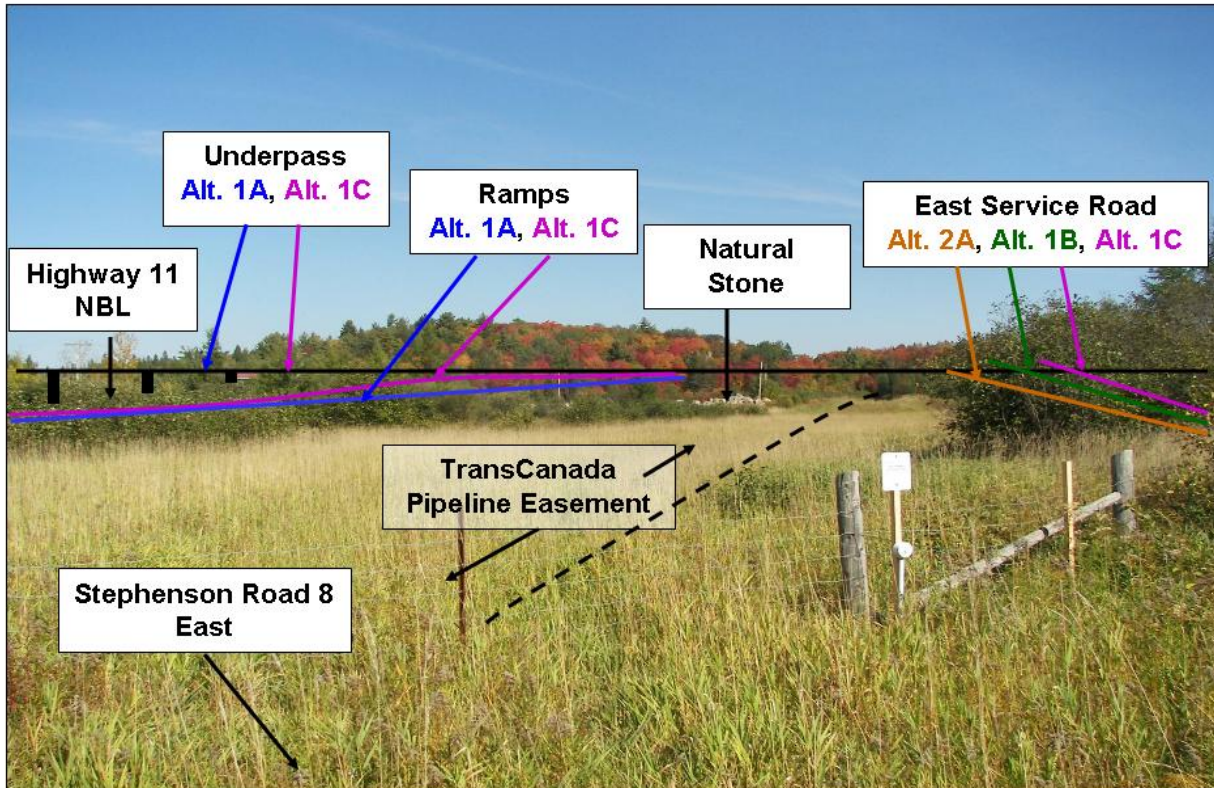 Underpass
Alt. 1A, Alt. 1C
Ramps
Alt. 1A, Alt. 1C
East Service Road
Alt. 2A, Alt. 1B, Alt. 1C
Highway 11
NBL
Natural
Stone
TransCanada
Pipeline Easement
Stephenson Road 8
East